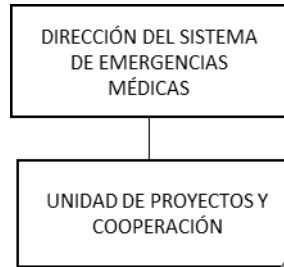 DIRECCIÓN DEL SISTEMA
DE EMERGENCIAS
MÉDICAS
UNIDAD DE PROYECTOS Y
COOPERACIÓN